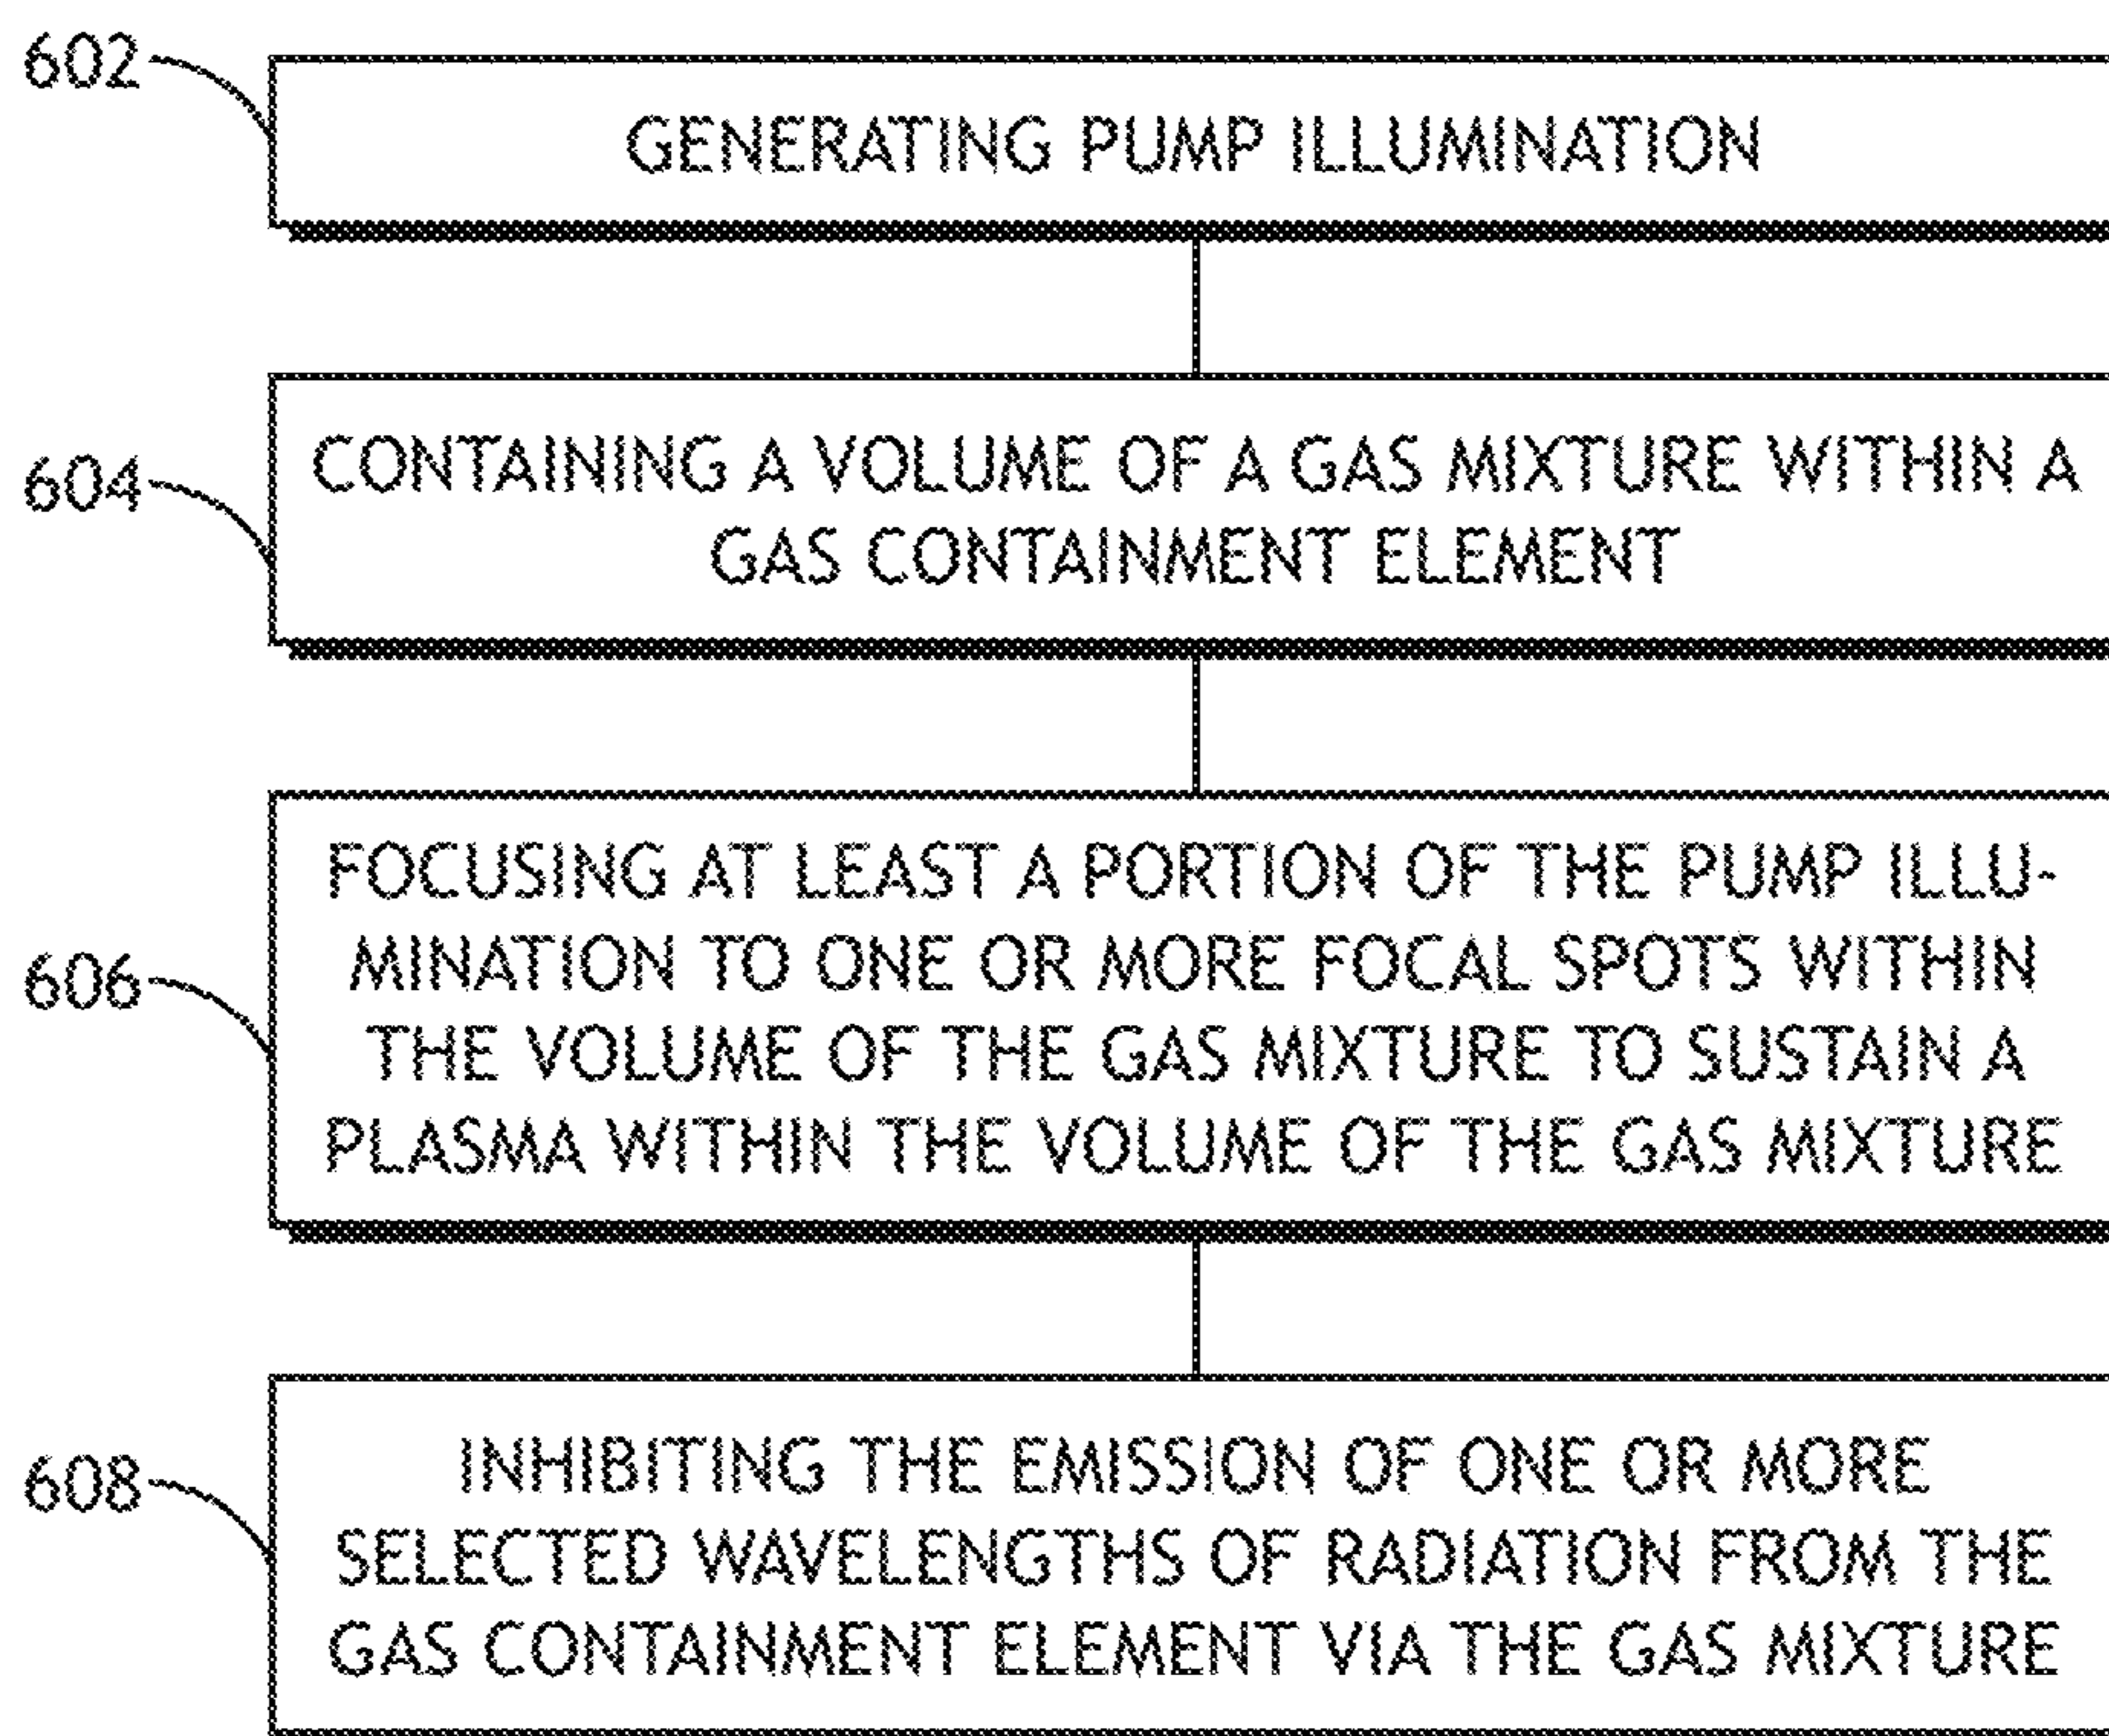 602
GENERATING PUMP ILLUMINATION
604
CONTAINING A VOLUME OF A GAS MIXTURE WITHIN A
GAS CONTAINMENT ELEMENT
606
FOCUSING AT LEAST A PORTION OF THE PUMP ILLU-
MINATION TO ONE OR MORE FOCAL SPOTS WITHIN
THE VOLUME OF THE GAS MIXTURE TO SUSTAIN A
PLASMA WITHIN THE VOLUME OF THE GAS MIXTURE
608
INHIBITING THE EMISSION OF ONE OR MORE
SELECTED WAVELENGTHS OF RADIATION FROM THE
GAS CONTAINMENT ELEMENT VIA THE GAS MIXTURE